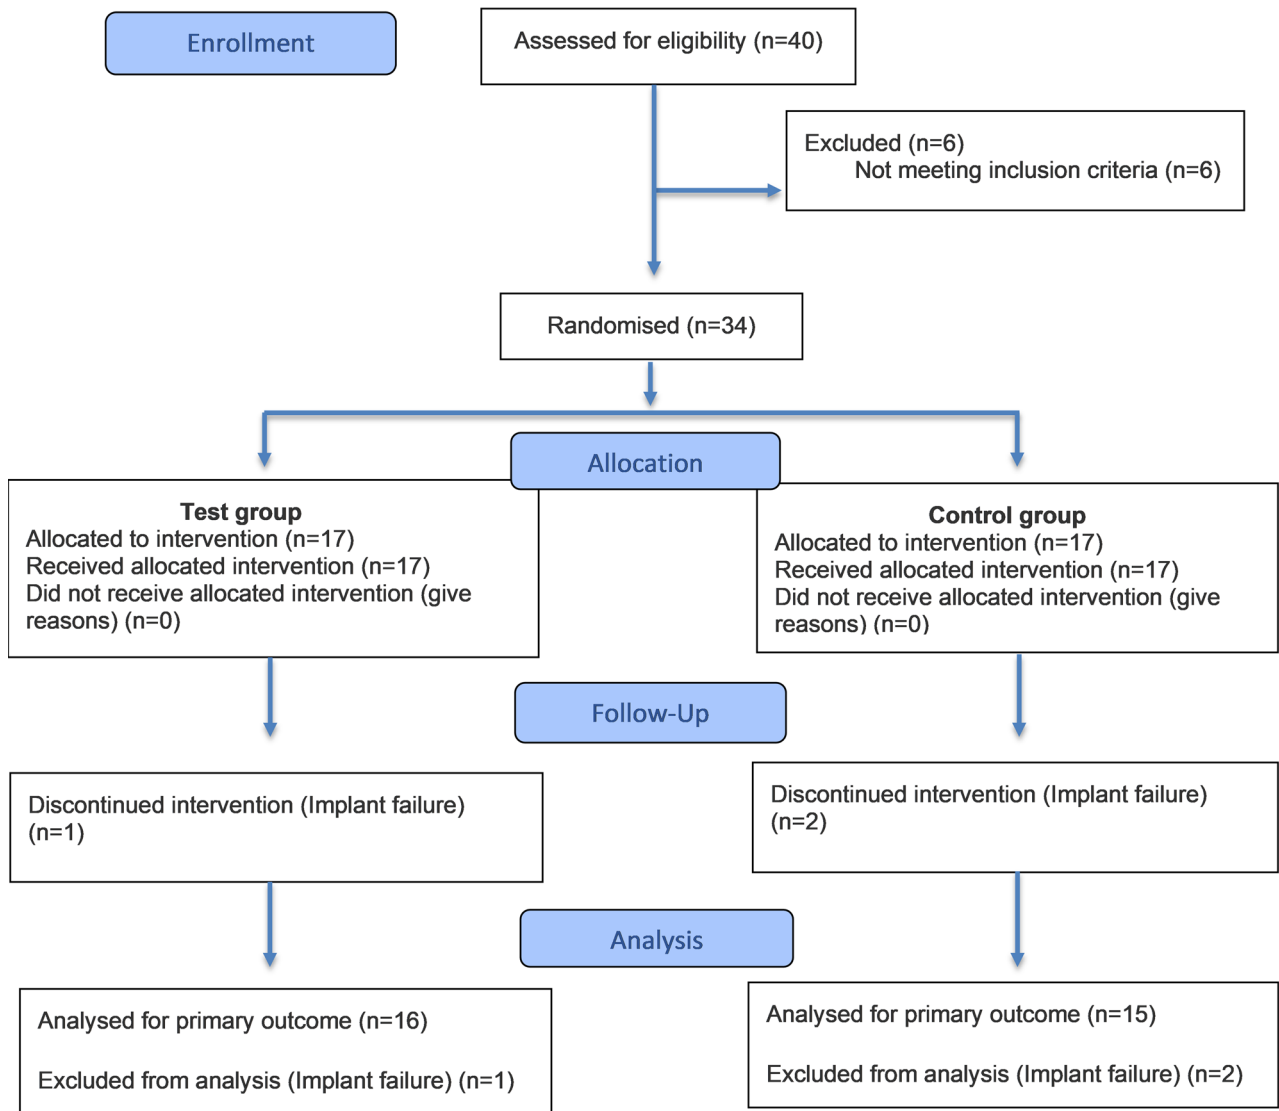 Enrollment
Assessed for eligibility (n=40)
Excluded (n=6)
Not meeting inclusion criteria (n=6)
Randomised (n=34)
Allocation
Test group
Allocated to intervention (n=17)
Received allocated intervention (n=17)
Did not receive allocated intervention (give
reasons) (n=0)
Control group
Allocated to intervention (n=17)
Received allocated intervention (n=17)
Did not receive allocated intervention (give
reasons) (n=0)
Follow-Up
Discontinued intervention (Implant failure)
(n=1)
Discontinued intervention (Implant failure)
(n=2)
Analysis
Analysed for primary outcome (n=16)
Excluded from analysis (Implant failure) (n=1)
Analysed for primary outcome (n=15)
Excluded from analysis (Implant failure) (n=2)